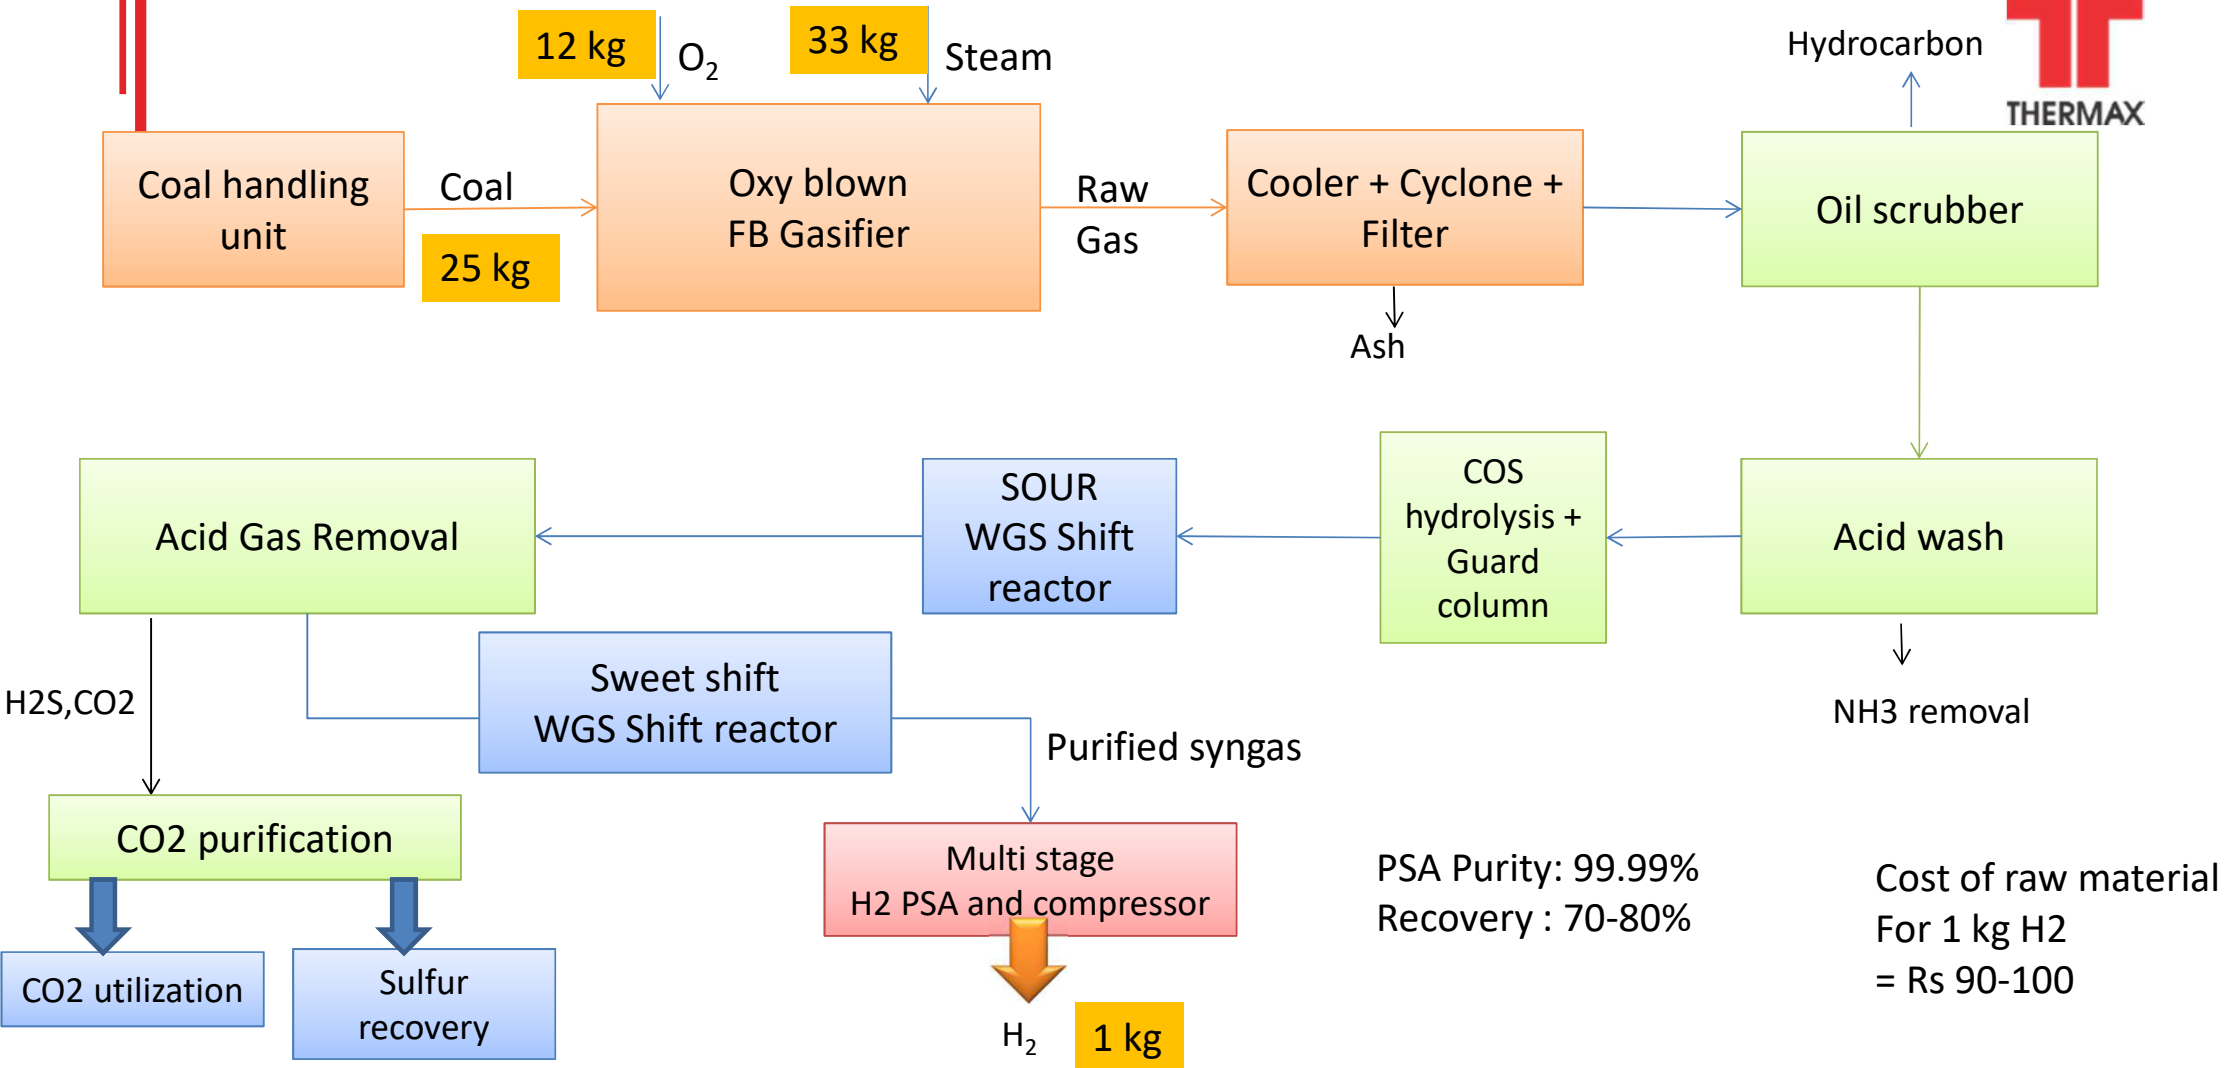 12 kg
O₂
33 kg
Steam
Hydrocarbon
THERMAX
Coal handling
unit
Coal
25 kg
Oxy blown
FB Gasifier
Raw
Gas
Cooler + Cyclone +
Filter
Ash
Oil scrubber
Acid Gas Removal
SOUR
WGS Shift
reactor
COS
hydrolysis +
Guard
column
Acid wash
NH3 removal
H2S,CO2
Sweet shift
WGS Shift reactor
Purified syngas
CO2 purification
CO2 utilization
Sulfur
recovery
Multi stage
H2 PSA and compressor
H₂
1 kg
PSA Purity: 99.99%
Recovery : 70-80%
Cost of raw material
For 1 kg H2
= Rs 90-100